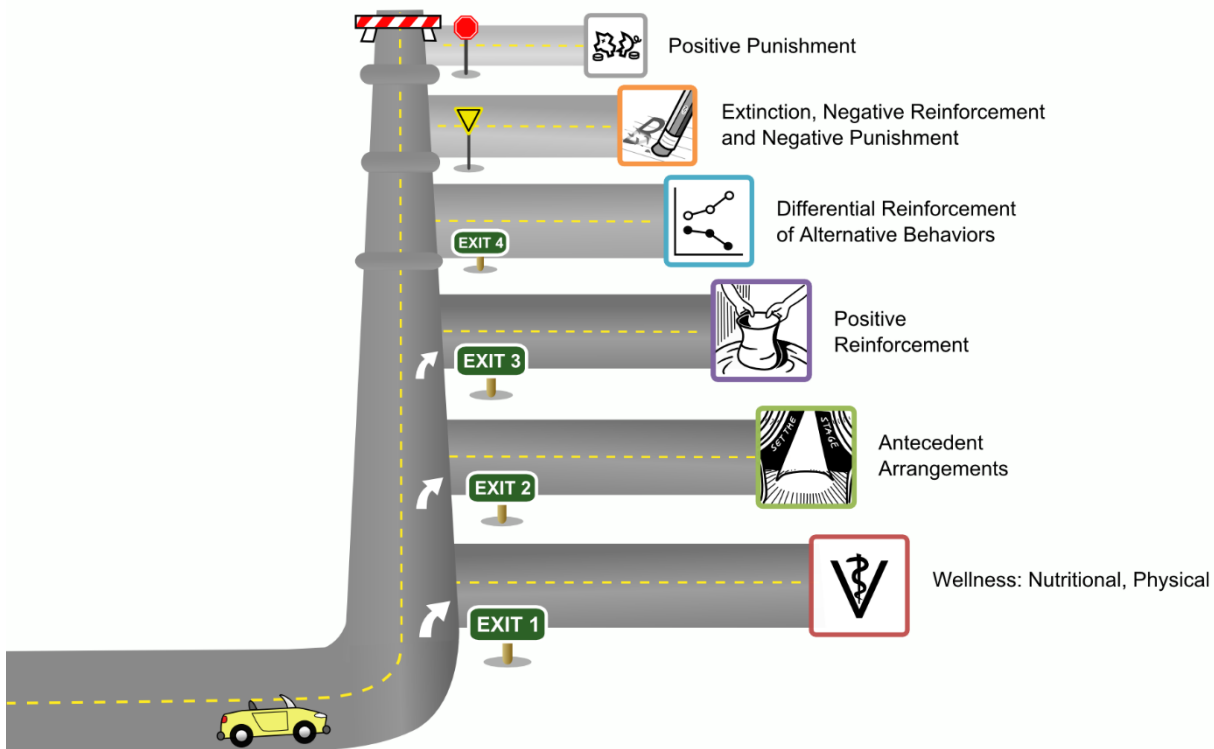 Positive Punishment
Extinction, Negative Reinforcement
and Negative Punishment
EXIT 4
Differential Reinforcement
of Alternative Behaviors
EXIT 3
Positive
Reinforcement
EXIT 2
SET THE
STAGE
Antecedent
Arrangements
EXIT 1
V
Wellness: Nutritional, Physical